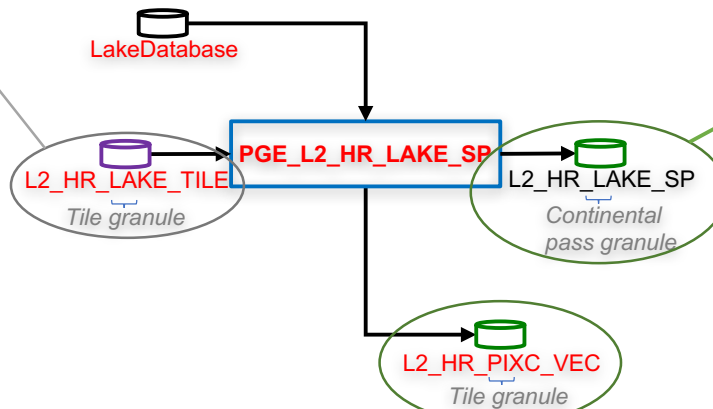 LakeDatabase
PGE_L2_HR_LAKE_SP
L2_HR_LAKE_TILE
Tile granule
L2_HR_LAKE_SP
Continental
pass granule
L2_HR_PIXC_VEC
Tile granule